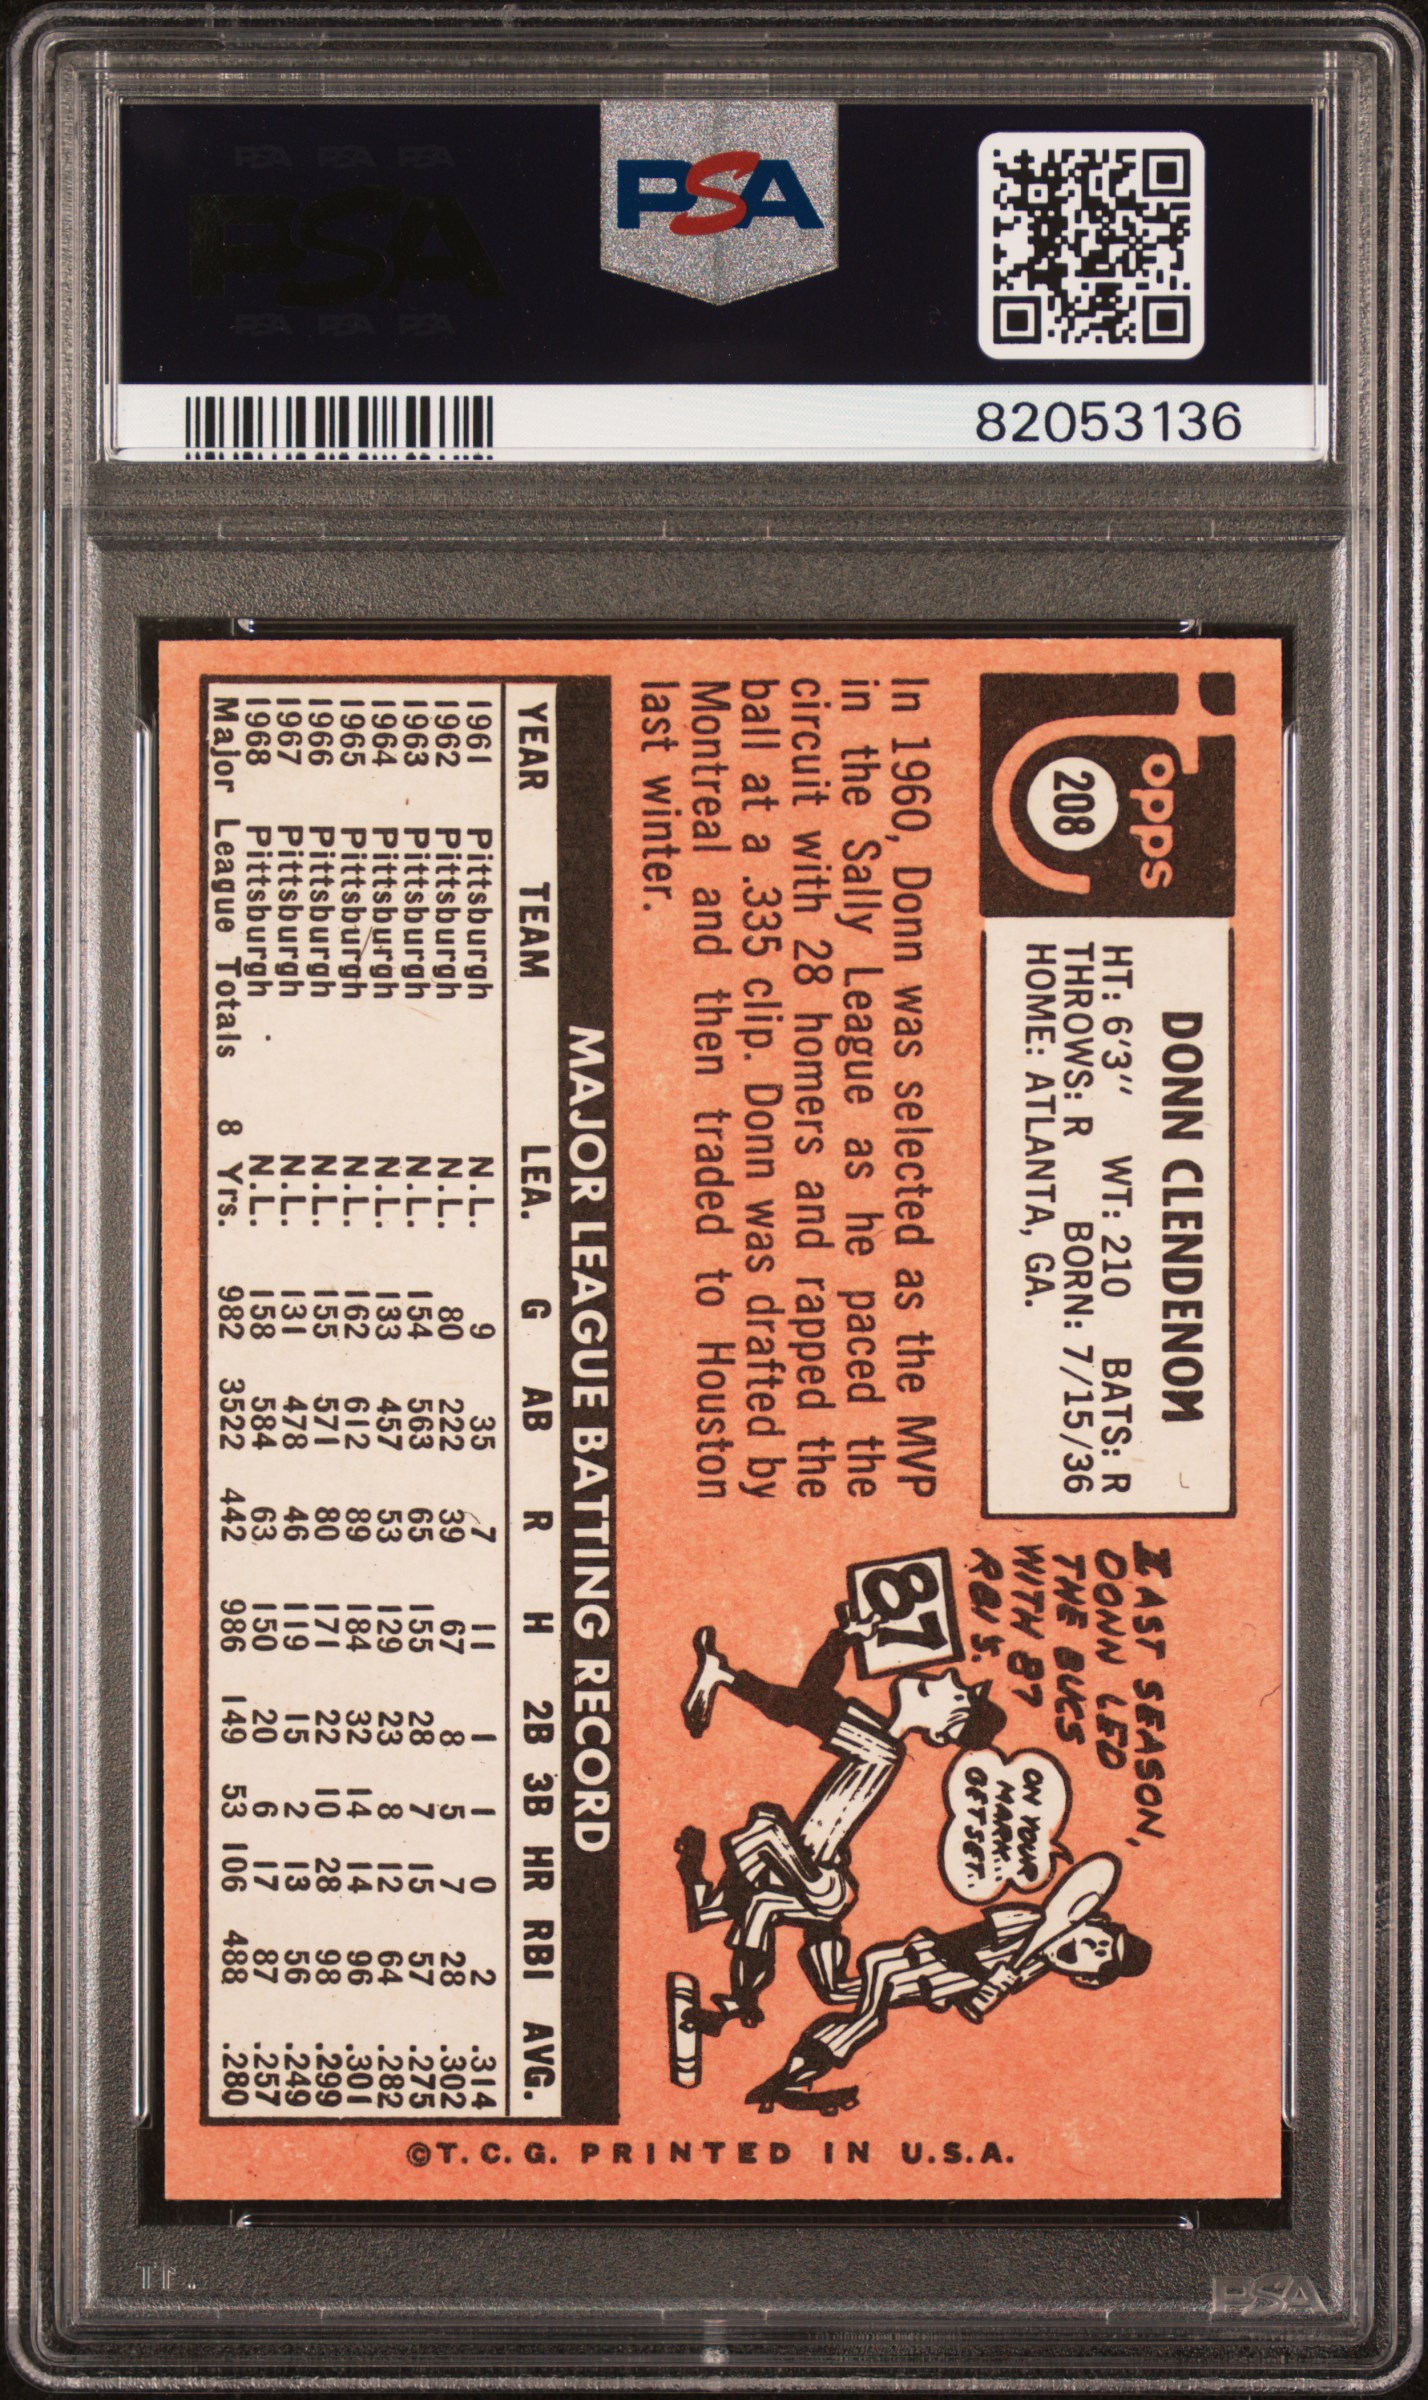 PSA PSA PSA
PSA
PSA PSA PSA
PSA
82053136
Topps
208
DONN CLENDENON
HT: 6'3" WT: 210 BATS: R
THROWS: R BORN: 7/15/36
HOME: ATLANTA, GA.
In 1960, Donn was selected as the MVP
in the Sally League as he paced the
circuit with 28 homers and rapped the
ball at a .335 clip. Donn was drafted by
Montreal and then traded to Houston
last winter.
LAST SEASON,
DONN LED
THE BUCS
WITH 87
RBI'S.
87
ON YOUR
MARK...
GET SET..
MAJOR LEAGUE BATTING RECORD
YEAR TEAM LEA. G AB R H 2B 3B HR RBI AVG.
1961 Pittsburgh N.L. 9 35 7 11 1 1 0 2 .314
1962 Pittsburgh N.L. 80 222 39 67 8 5 7 28 .302
1963 Pittsburgh N.L. 154 563 65 155 28 7 15 57 .275
1964 Pittsburgh N.L. 133 457 53 129 23 8 12 64 .282
1965 Pittsburgh N.L. 162 612 89 184 32 14 14 96 .301
1966 Pittsburgh N.L. 155 571 80 171 22 10 28 98 .299
1967 Pittsburgh N.L. 131 478 46 119 15 2 13 56 .249
1968 Pittsburgh N.L. 158 584 63 150 20 6 17 87 .257
Major League Totals 8 Yrs. 982 3522 442 986 149 53 106 488 .280
©T.C.G. PRINTED IN U.S.A.
PSA